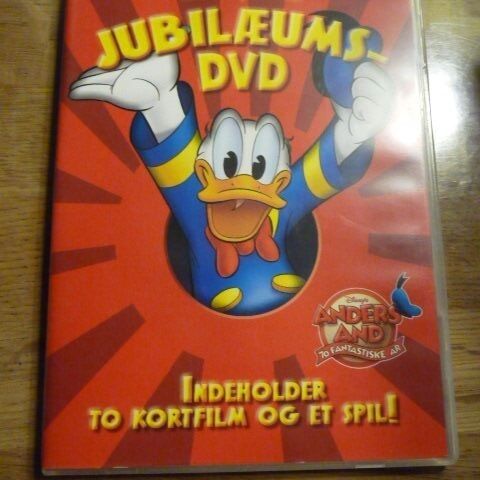 JUBILÆUMS-
DVD
Disney's
ANDERS
AND
70 FANTASTISKE ÅR
INDEHOLDER
TO KORTFILM OG ET SPIL!